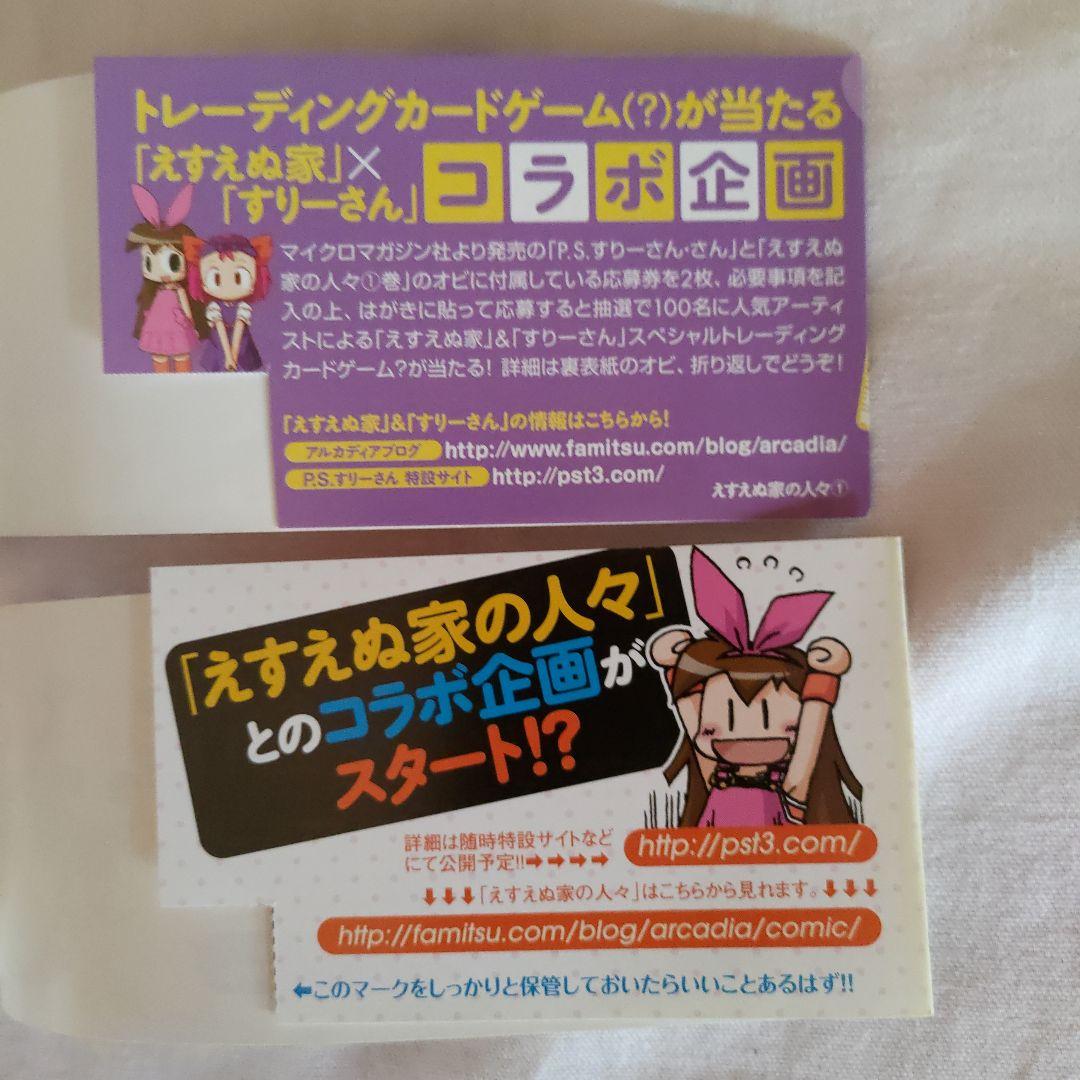 トレーディングカードゲーム(?)が当たる
「えすえぬ家」×
「すりーさん」
コラボ企画
マイクロマガジン社より発売の「P.S.すりーさん・さん」と「えすえぬ
家の人々①巻」のオビに付属している応募券を2枚、必要事項を記
入の上、はがきに貼って応募すると抽選で100名に人気アーティ
ストによる「えすえぬ家」&「すりーさん」スペシャルトレーディング
カードゲーム?が当たる! 詳細は裏表紙のオビ、折り返しでどうぞ!
「えすえぬ家」&「すりーさん」の情報はこちらから!
アルカディアブログ http://www.famitsu.com/blog/arcadia/
P.S.すりーさん 特設サイト http://pst3.com/
えすえぬ家の人々①
「えすえぬ家の人々」
とのコラボ企画が
スタート!?
詳細は随時特設サイトなど
にて公開予定!!➡➡➡➡
http://pst3.com/
⬇⬇⬇「えすえぬ家の人々」はこちらから見れます。⬇⬇⬇
http://famitsu.com/blog/arcadia/comic/
⬅このマークをしっかりと保管しておいたらいいことあるはず!!